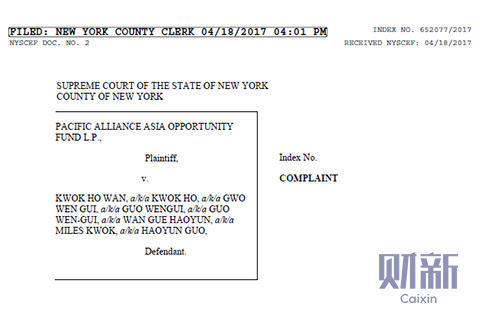 FILED: NEW YORK COUNTY CLERK 04/18/2017 04:01 PM
INDEX NO. 652077/2017
NYSCEF DOC. NO. 2
RECEIVED NYSCEF: 04/18/2017
SUPREME COURT OF THE STATE OF NEW YORK
COUNTY OF NEW YORK
PACIFIC ALLIANCE ASIA OPPORTUNITY
FUND L.P.,
Plaintiff,
v.
KWOK HO WAN, a/k/a KWOK HO, a/k/a GWO
WEN GUI, a/k/a GUO WENGUI, a/k/a GUO
WEN-GUI, a/k/a WAN GUE HAOYUN, a/k/a
MILES KWOK, a/k/a HAOYUN GUO,
Defendant.
Index No.
COMPLAINT
财新
Caixin